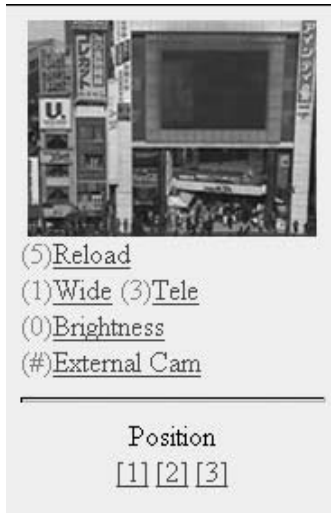 U.
(5)Reload
(1)Wide (3)Tele
(0)Brightness
(#)External Cam
Position
[1] [2] [3]